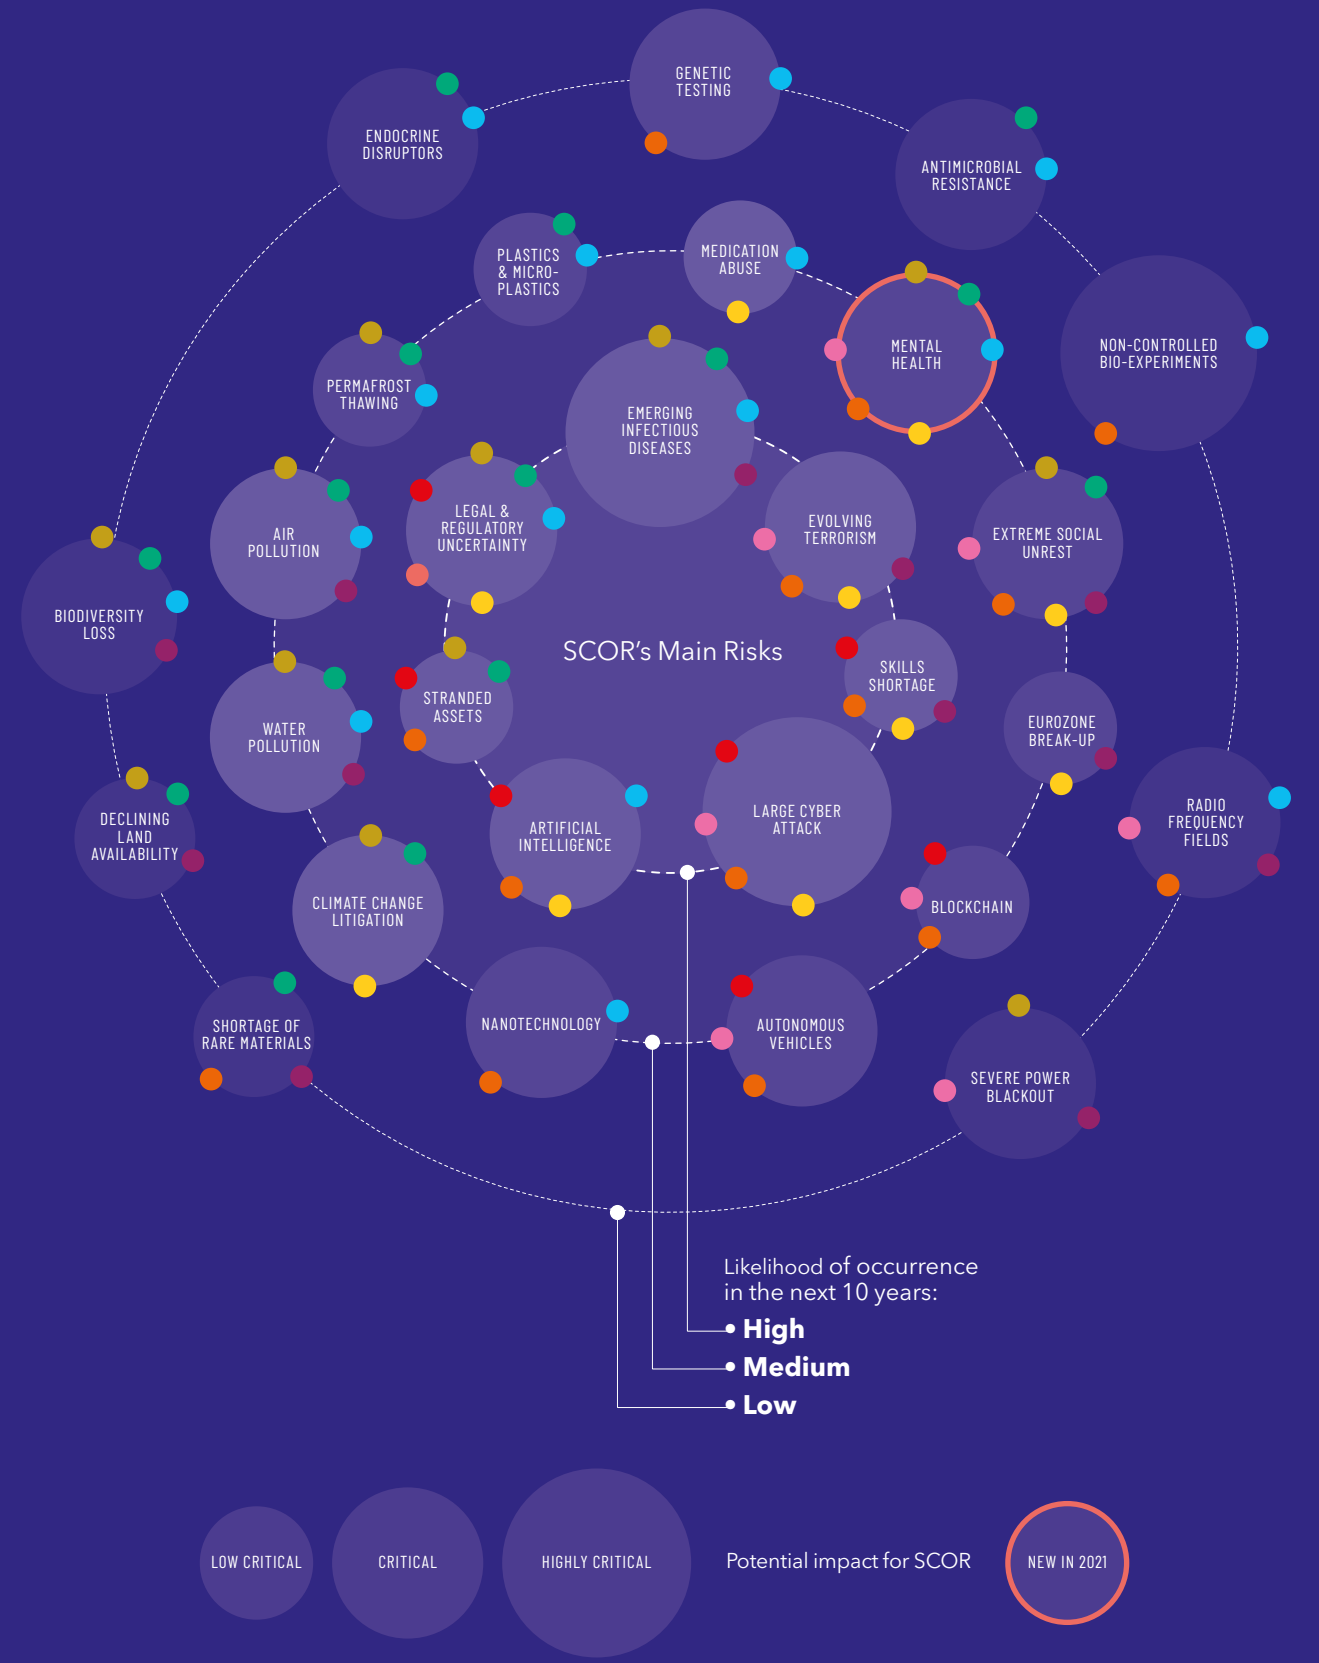 GENETIC
TESTING
ENDOCRINE
DISRUPTORS
ANTIMICROBIAL
RESISTANCE
PLASTICS
& MICRO-
PLASTICS
MEDICATION
ABUSE
MENTAL
HEALTH
NON-CONTROLLED
BIO-EXPERIMENTS
PERMAFROST
THAWING
EMERGING
INFECTIOUS
DISEASES
AIR
POLLUTION
LEGAL &
REGULATORY
UNCERTAINTY
EVOLVING
TERRORISM
EXTREME SOCIAL
UNREST
BIODIVERSITY
LOSS
SCOR's Main Risks
SKILLS
SHORTAGE
WATER
POLLUTION
STRANDED
ASSETS
EUROZONE
BREAK-UP
DECLINING
LAND
AVAILABILITY
ARTIFICIAL
INTELLIGENCE
LARGE CYBER
ATTACK
RADIO
FREQUENCY
FIELDS
CLIMATE CHANGE
LITIGATION
BLOCKCHAIN
SHORTAGE OF
RARE MATERIALS
NANOTECHNOLOGY
AUTONOMOUS
VEHICLES
SEVERE POWER
BLACKOUT
Likelihood of occurrence
in the next 10 years:
• High
• Medium
• Low
LOW CRITICAL
CRITICAL
HIGHLY CRITICAL
Potential impact for SCOR
NEW IN 2021